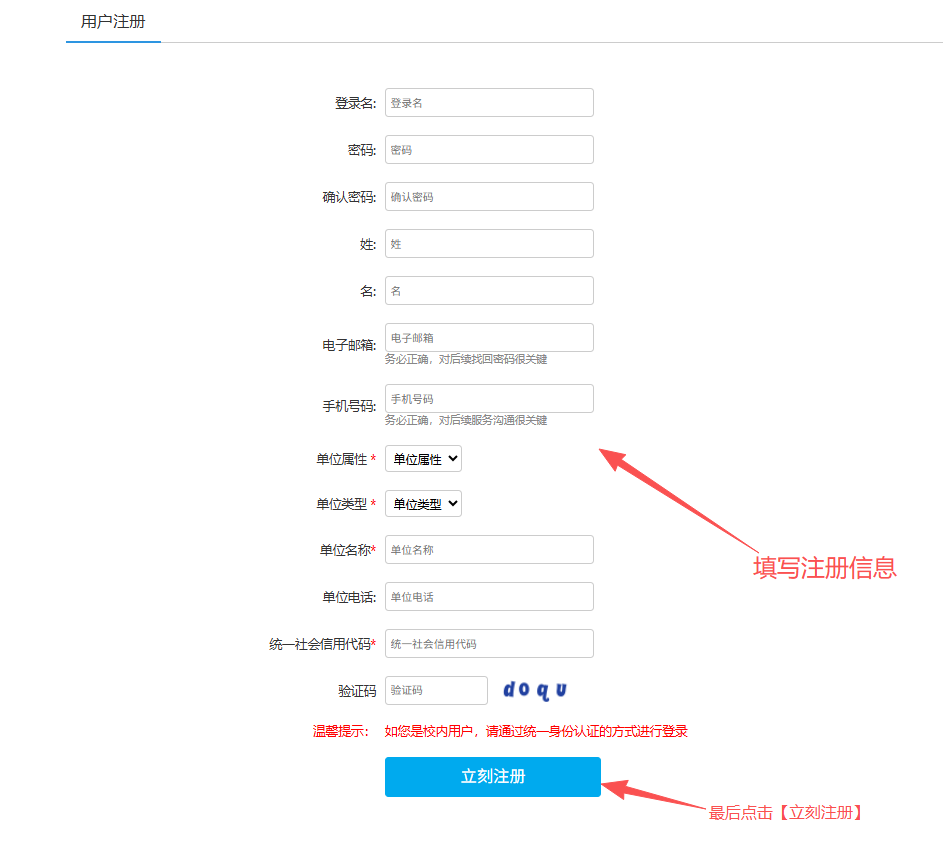 用户注册
登录名: 登录名
密码: 密码
确认密码: 确认密码
姓: 姓
名: 名
电子邮箱: 电子邮箱
务必正确，对后续找回密码很关键
手机号码: 手机号码
务必正确，对后续服务沟通很关键
单位属性 * 单位属性
单位类型 * 单位类型
单位名称* 单位名称
填写注册信息
单位电话: 单位电话
统一社会信用代码* 统一社会信用代码
验证码 验证码 doqu
温馨提示： 如您是校内用户，请通过统一身份认证的方式进行登录
立刻注册
最后点击【立刻注册】